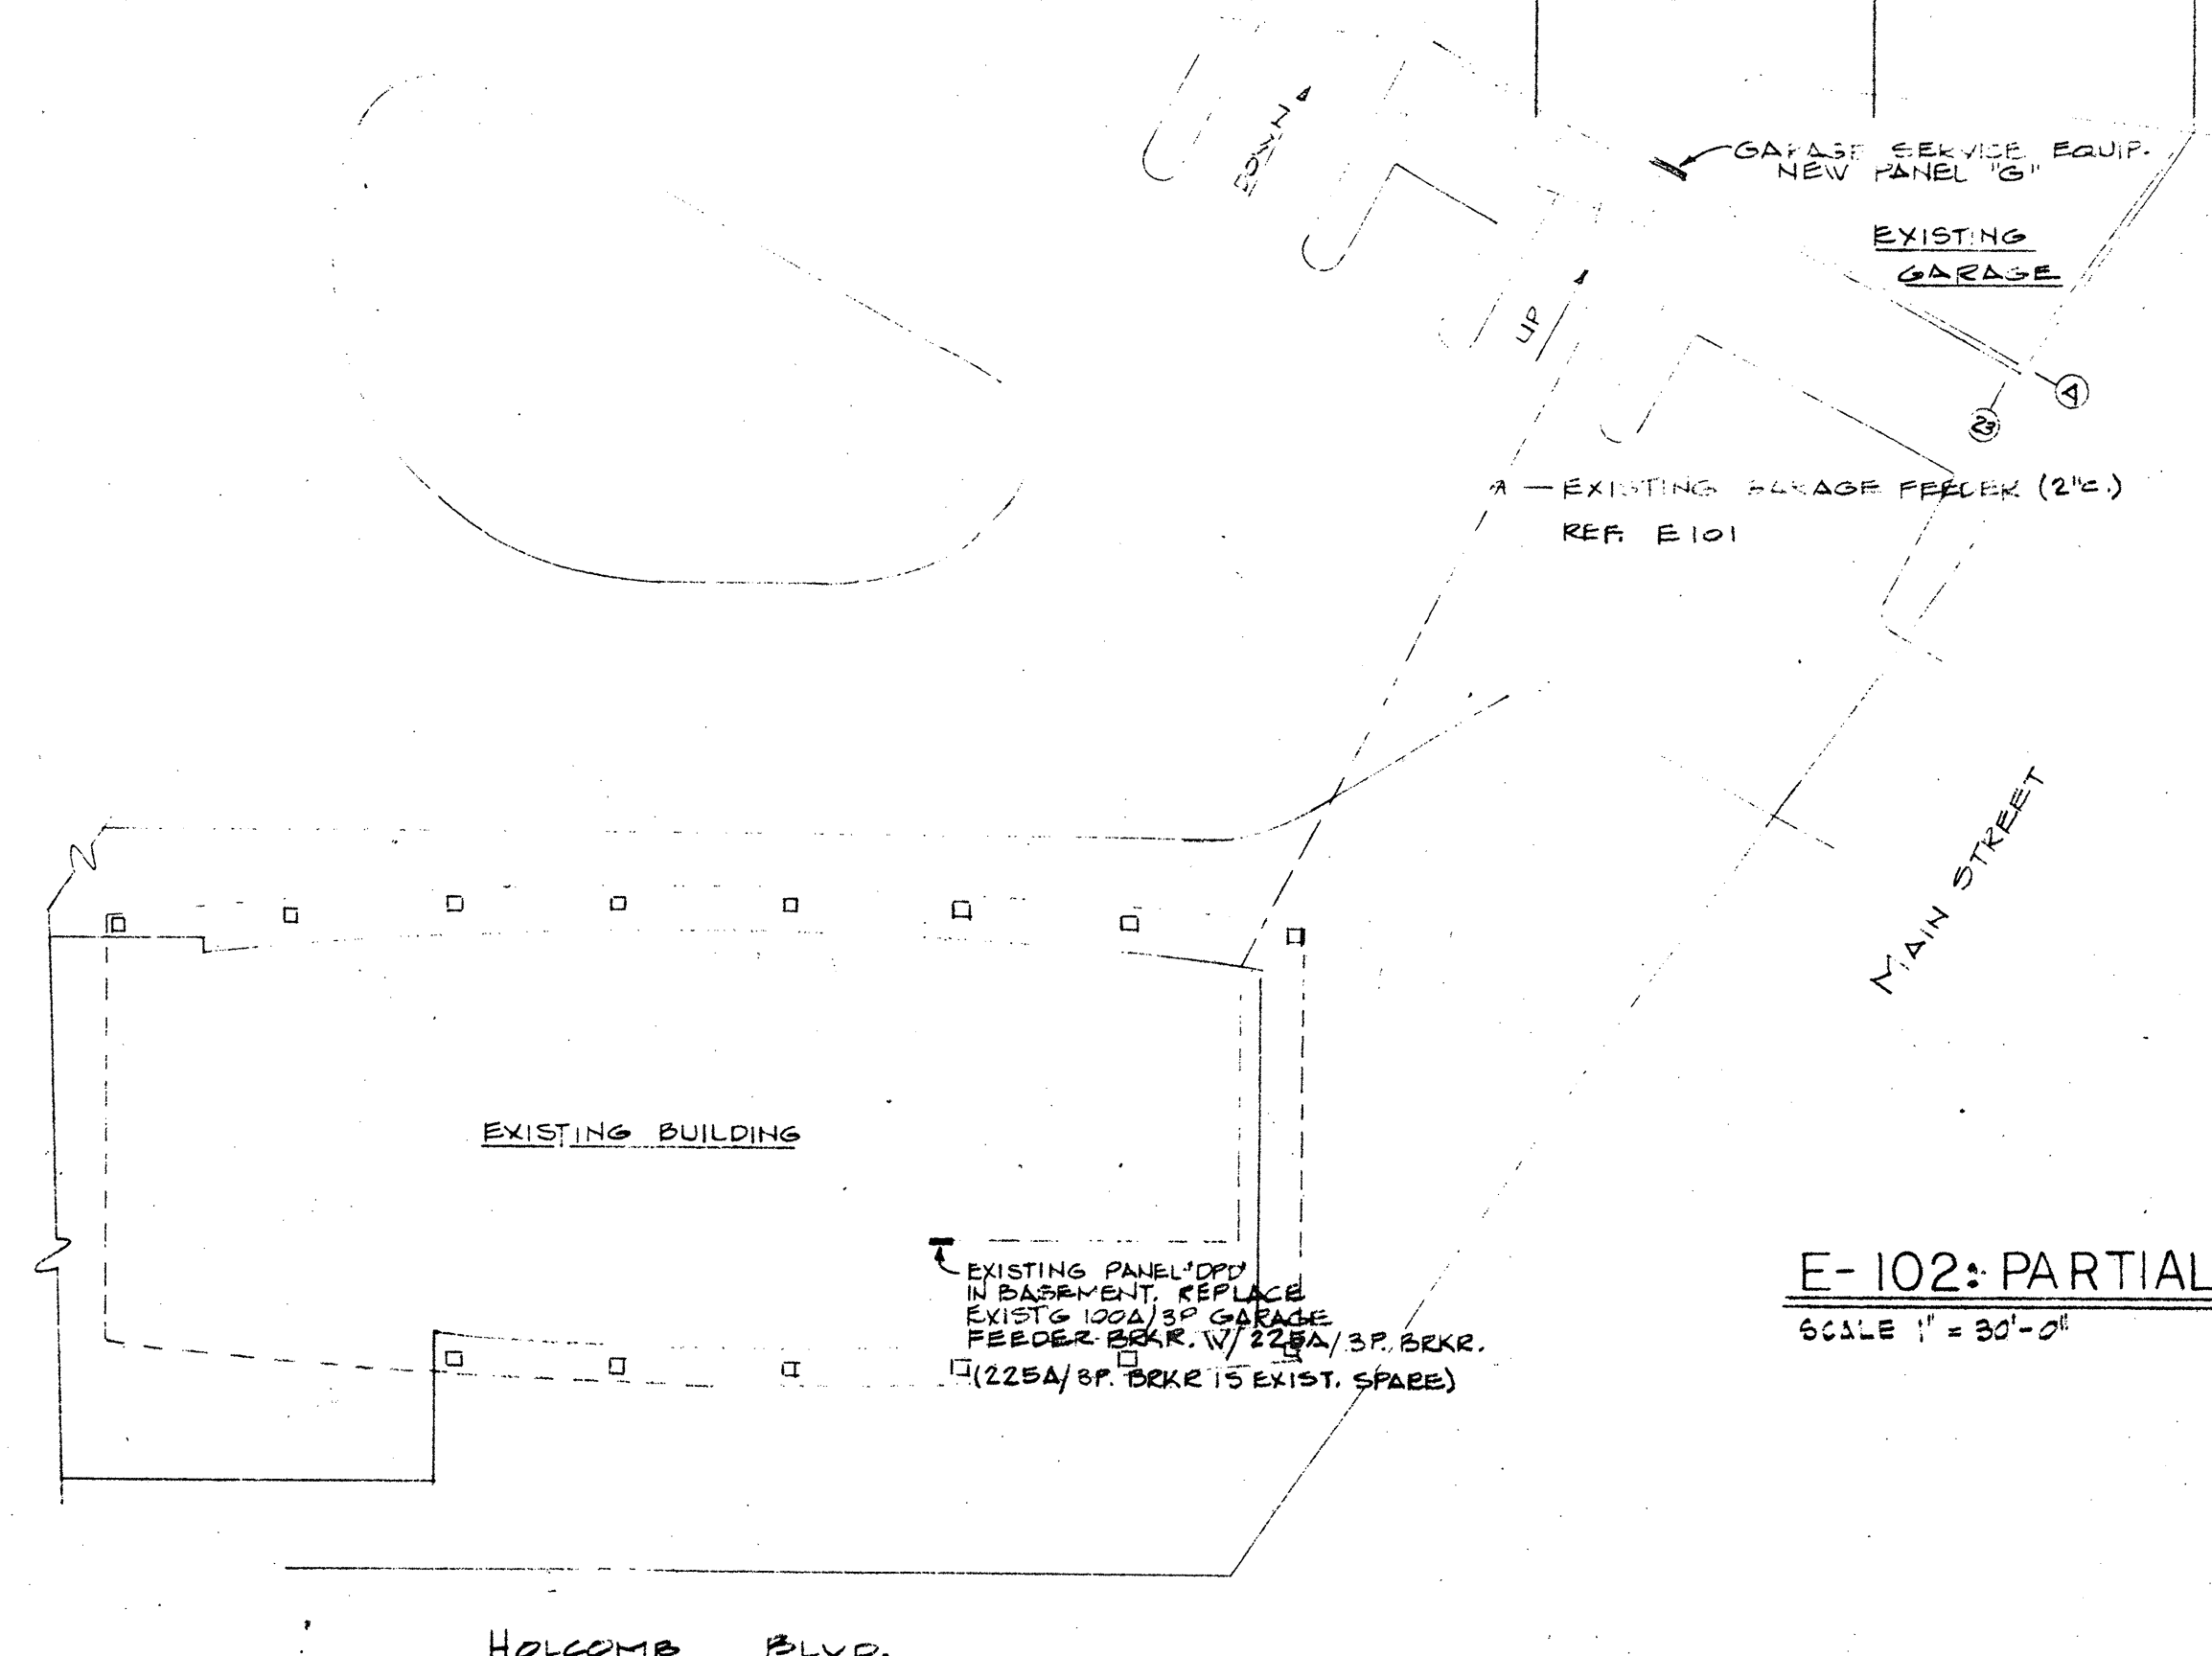 DOWN
GARAGE SERVICE EQUIP.
NEW PANEL "G"
EXISTING
GARAGE
UP
A
23
EXISTING GARAGE FEEDER (2"C.)
REF. E 101
MAIN STREET
EXISTING BUILDING
EXISTING PANEL "DPD"
IN BASEMENT. REPLACE
EXIST'G 100A/3P GARAGE
FEEDER BRKR. W/ 225A/3P. BRKR.
(225A/3P. BRKR IS EXIST. SPARE)
E-102: PARTIAL
SCALE 1" = 30'-0"
HOLCOMB BLVD.